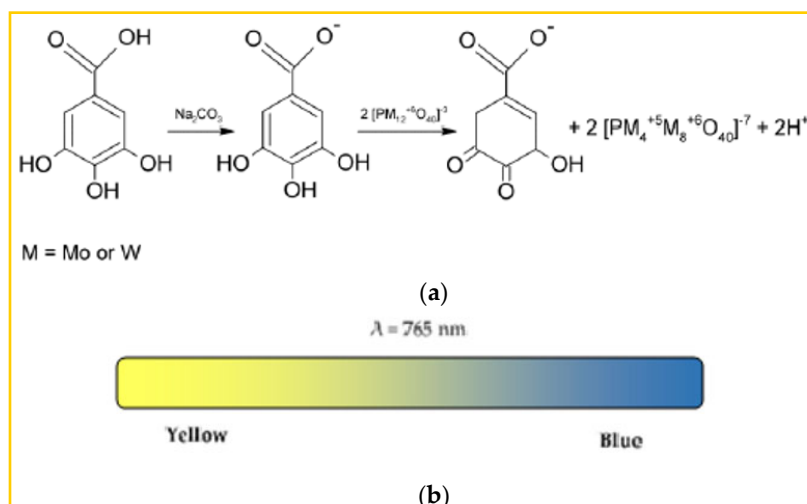 O OH O O⁻ O O⁻
Na₂CO₃ 2 [PM₁₂⁺⁶O₄₀]⁻³ + 2 [PM₄⁺⁵M₈⁺⁶O₄₀]⁻⁷ + 2H⁺
HO OH HO OH O OH
OH OH O
M = Mo or W
(a)
λ = 765 nm
Yellow Blue
(b)